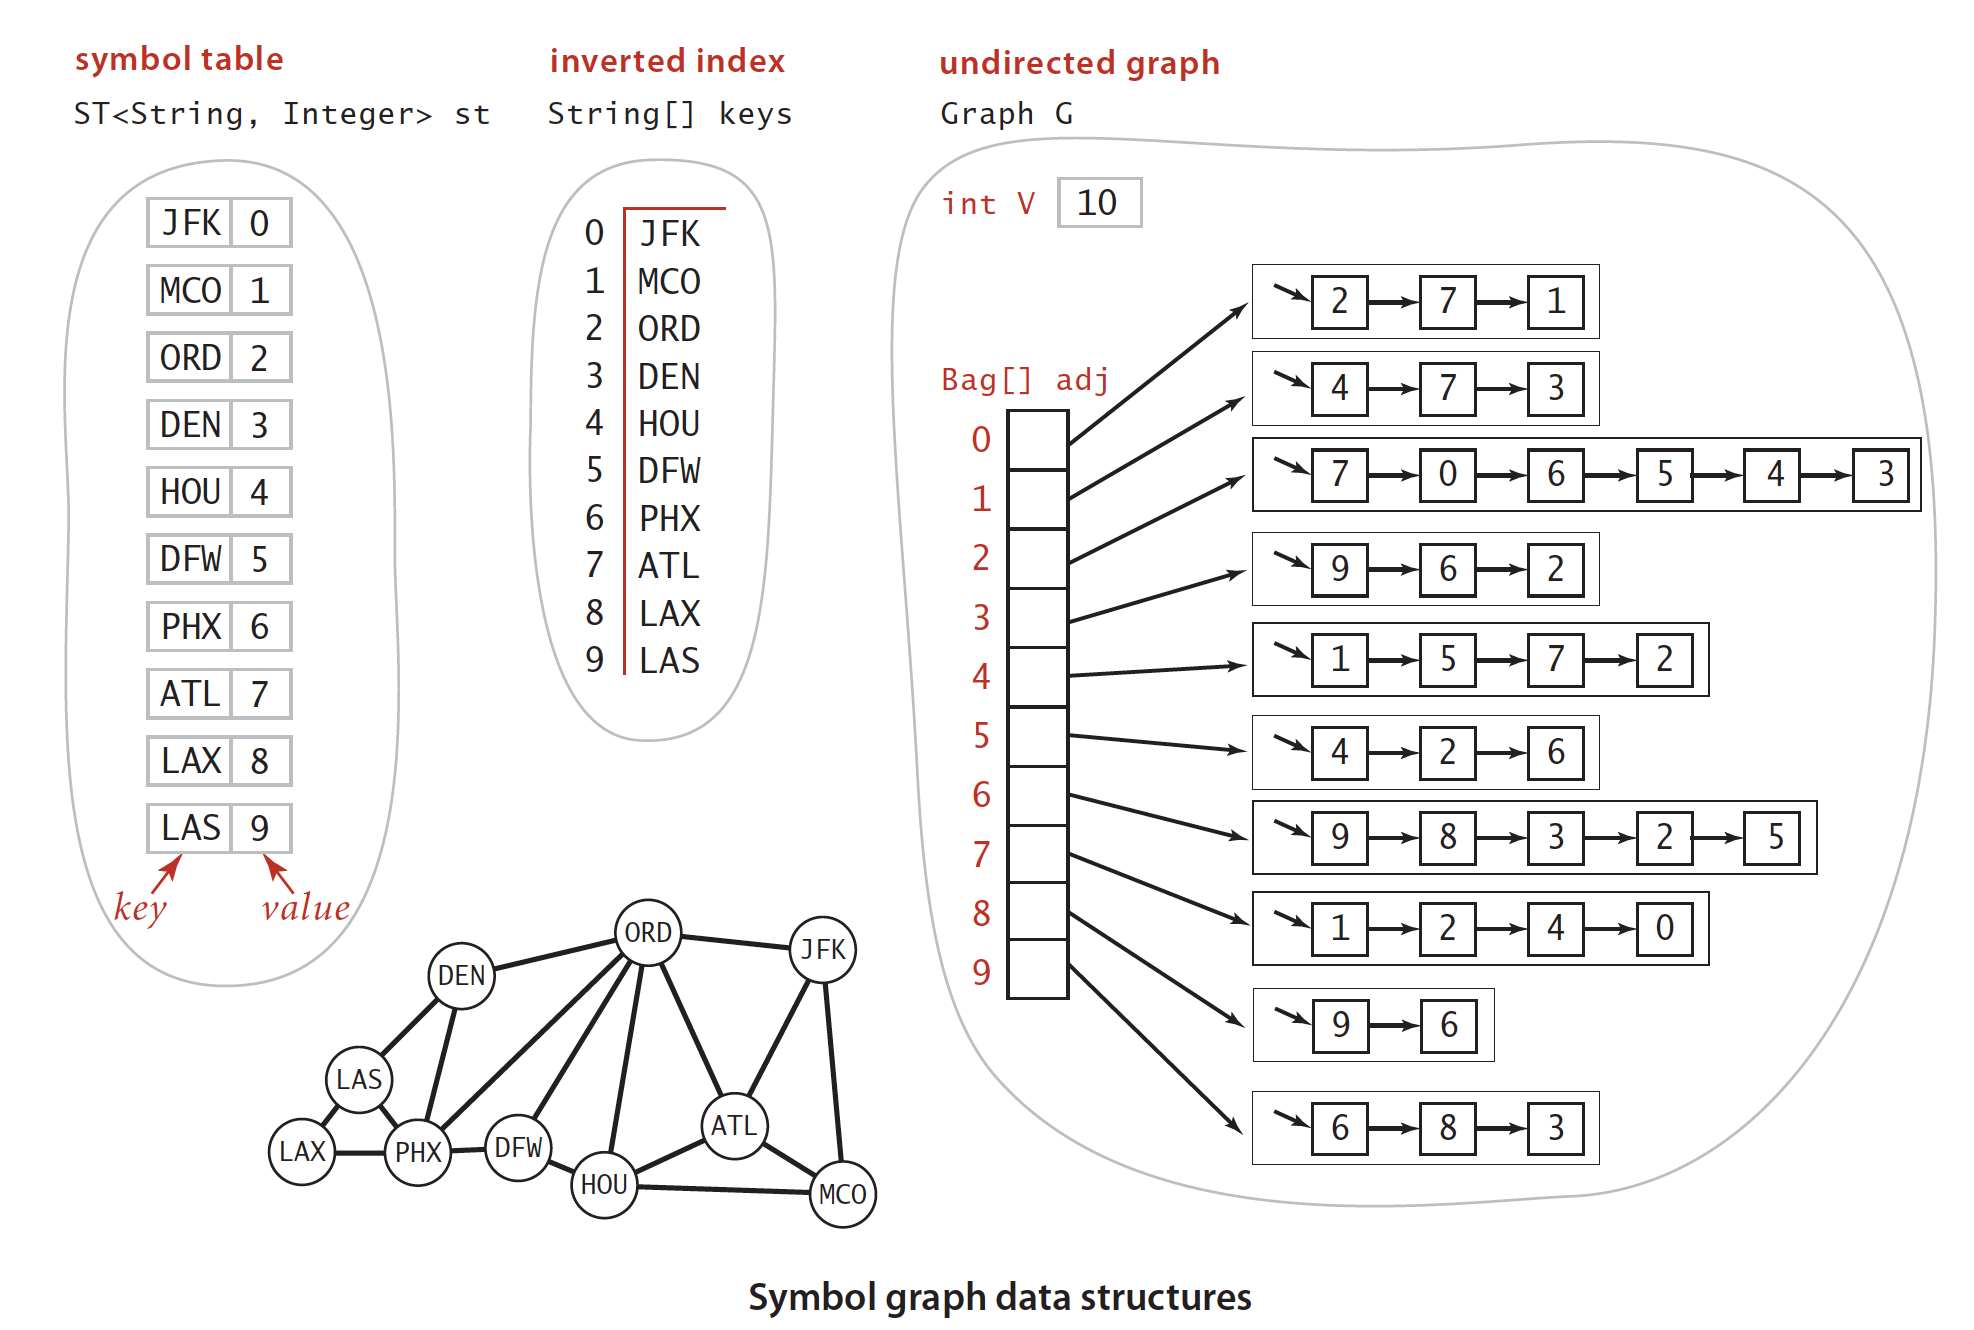 symbol table
ST<String, Integer> st
JFK 0
MCO 1
ORD 2
DEN 3
HOU 4
DFW 5
PHX 6
ATL 7
LAX 8
LAS 9
key value
inverted index
String[] keys
0 JFK
1 MCO
2 ORD
3 DEN
4 HOU
5 DFW
6 PHX
7 ATL
8 LAX
9 LAS
undirected graph
Graph G
int V 10
Bag[] adj
0
1
2
3
4
5
6
7
8
9
2 7 1
4 7 3
7 0 6 5 4 3
9 6 2
1 5 7 2
4 2 6
9 8 3 2 5
1 2 4 0
9 6
6 8 3
ORD
JFK
DEN
LAS
ATL
LAX
PHX
DFW
HOU
MCO
Symbol graph data structures